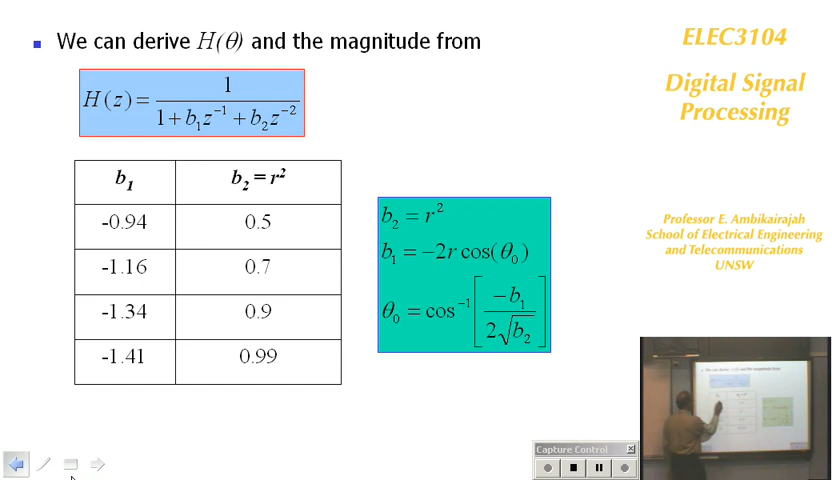 ▪ We can derive H(θ) and the magnitude from
H(z) = 1 / (1 + b₁z⁻¹ + b₂z⁻²)
b₁ b₂ = r²
-0.94 0.5
-1.16 0.7
-1.34 0.9
-1.41 0.99
b₂ = r²
b₁ = −2r cos(θ₀)
θ₀ = cos⁻¹[−b₁ / 2√b₂]
ELEC3104
Digital Signal
Processing
Professor E. Ambikairajah
School of Electrical Engineering
and Telecommunications
UNSW
Capture Control